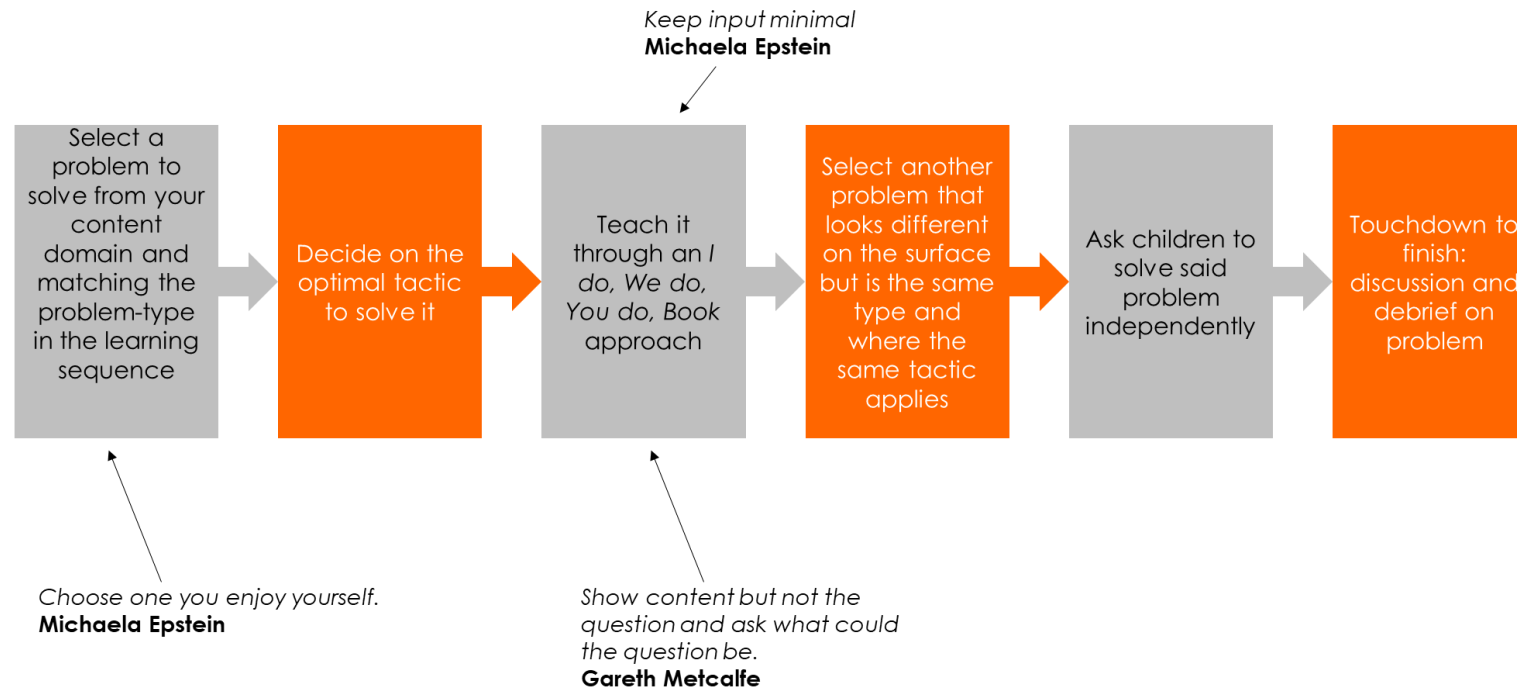 Keep input minimal
Michaela Epstein
Select a
problem to
solve from your
content
domain and
matching the
problem-type
in the learning
sequence
Decide on the
optimal tactic
to solve it
Teach it
through an I
do, We do,
You do, Book
approach
Select another
problem that
looks different
on the surface
but is the same
type and
where the
same tactic
applies
Ask children to
solve said
problem
independently
Touchdown to
finish:
discussion and
debrief on
problem
Choose one you enjoy yourself.
Michaela Epstein
Show content but not the
question and ask what could
the question be.
Gareth Metcalfe